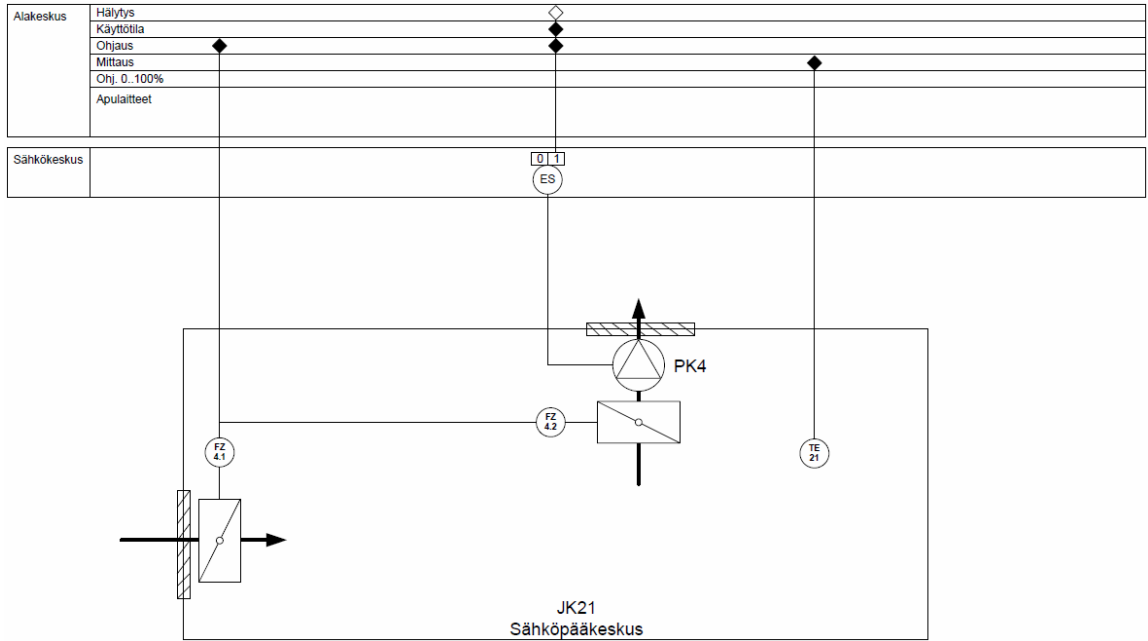 Alakeskus
Hälytys
Käyttötila
Ohjaus
Mittaus
Ohj. 0..100%
Apulaitteet
Sähkökeskus
0 1
ES
PK4
FZ
4.2
FZ
4.1
TE
21
JK21
Sähköpääkeskus